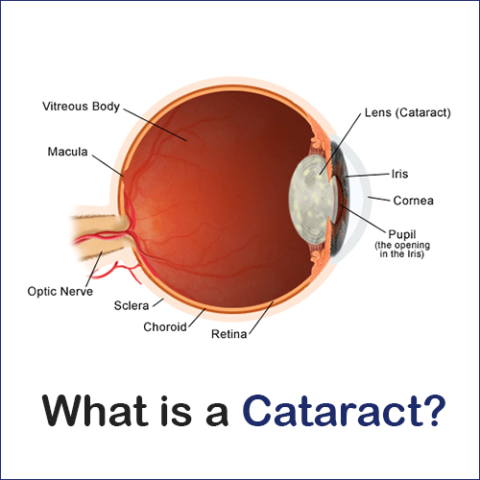 Vitreous Body
Lens (Cataract)
Macula
Iris
Cornea
Pupil
(the opening
in the Iris)
Optic Nerve
Sclera
Choroid
Retina
What is a Cataract?